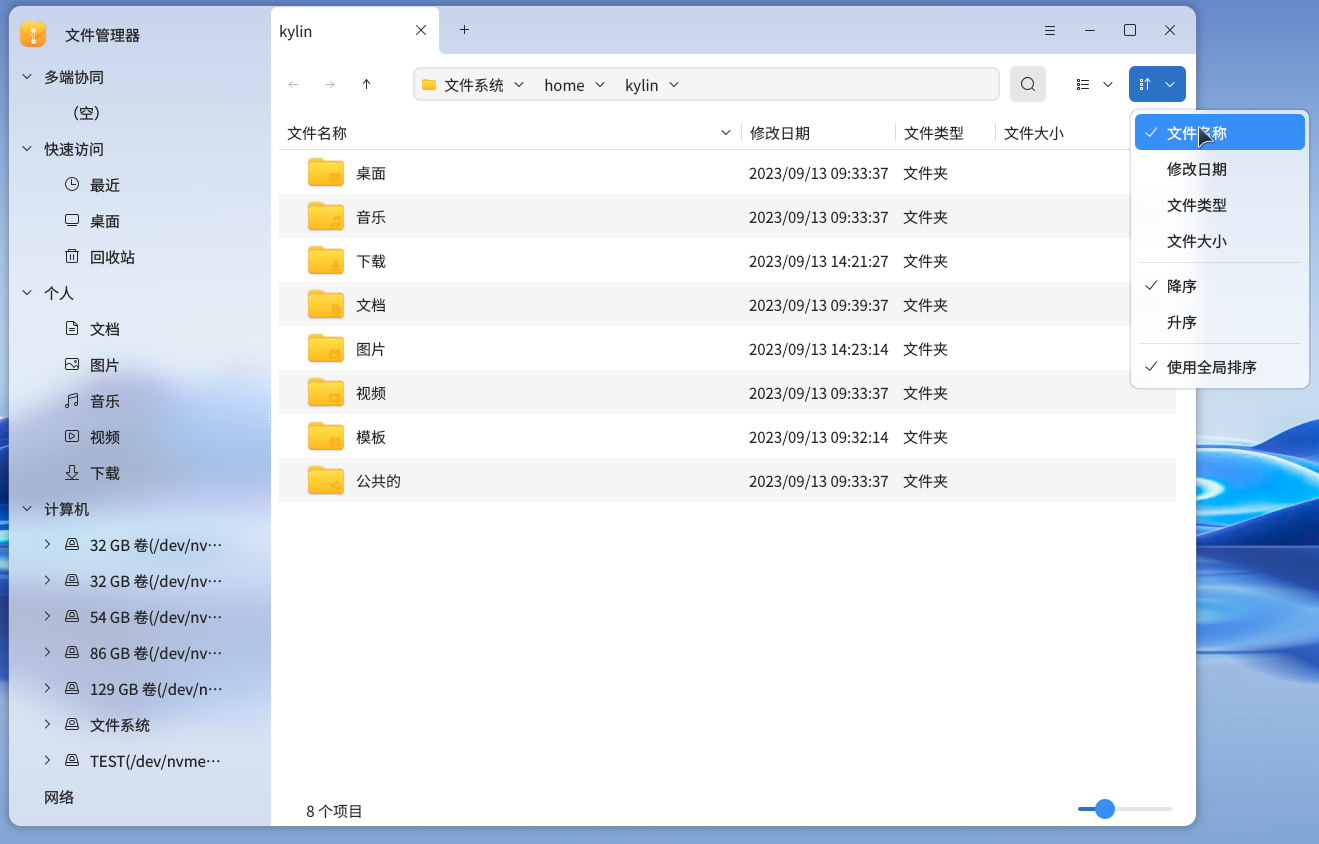 文件管理器
kylin
多端协同
（空）
快速访问
最近
桌面
回收站
个人
文档
图片
音乐
视频
下载
计算机
32 GB 卷(/dev/nv···
32 GB 卷(/dev/nv···
54 GB 卷(/dev/nv···
86 GB 卷(/dev/nv···
129 GB 卷(/dev/n···
文件系统
TEST(/dev/nvme···
网络
文件系统 home kylin
文件名称 修改日期 文件类型 文件大小
桌面 2023/09/13 09:33:37 文件夹
音乐 2023/09/13 09:33:37 文件夹
下载 2023/09/13 14:21:27 文件夹
文档 2023/09/13 09:39:37 文件夹
图片 2023/09/13 14:23:14 文件夹
视频 2023/09/13 09:33:37 文件夹
模板 2023/09/13 09:32:14 文件夹
公共的 2023/09/13 09:33:37 文件夹
8 个项目
文件名称
修改日期
文件类型
文件大小
降序
升序
使用全局排序